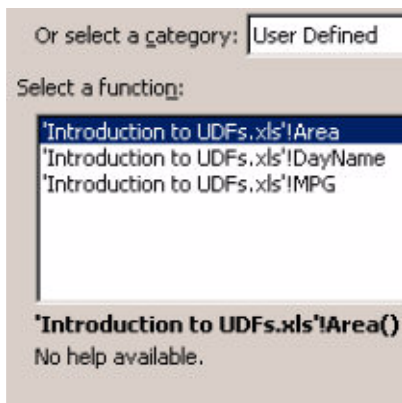 Or select a category: User Defined
Select a function:
'Introduction to UDFs.xls'!Area
'Introduction to UDFs.xls'!DayName
'Introduction to UDFs.xls'!MPG
'Introduction to UDFs.xls'!Area()
No help available.